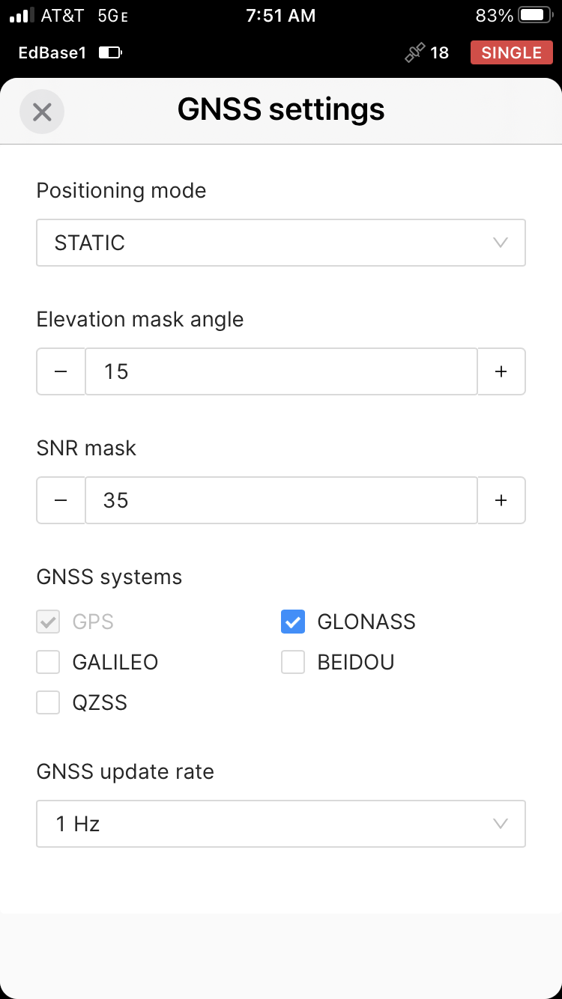 AT&T 5GE 7:51 AM 83%
EdBase1 18 SINGLE
GNSS settings
Positioning mode
STATIC
Elevation mask angle
− 15 +
SNR mask
− 35 +
GNSS systems
GPS GLONASS
GALILEO BEIDOU
QZSS
GNSS update rate
1 Hz